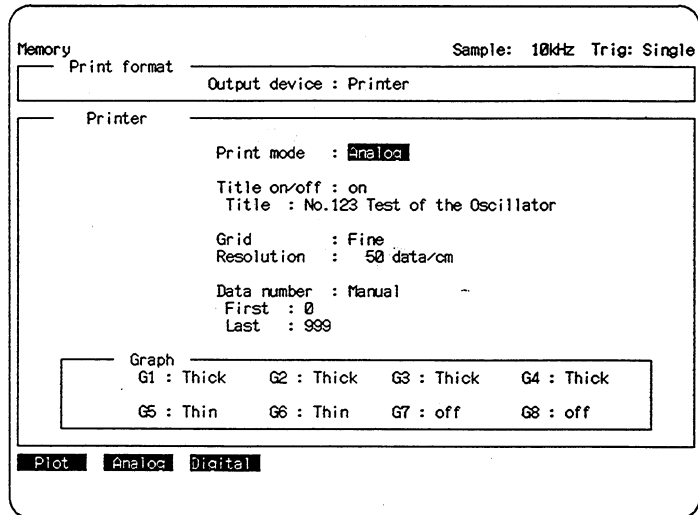 Memory Sample: 10kHz Trig: Single
Print format
Output device : Printer
Printer
Print mode : Analog
Title on/off : on
Title : No.123 Test of the Oscillator
Grid : Fine
Resolution : 50 data/cm
Data number : Manual
First : 0
Last : 999
Graph
G1 : Thick G2 : Thick G3 : Thick G4 : Thick
G5 : Thin G6 : Thin G7 : off G8 : off
Plot Analog Digital